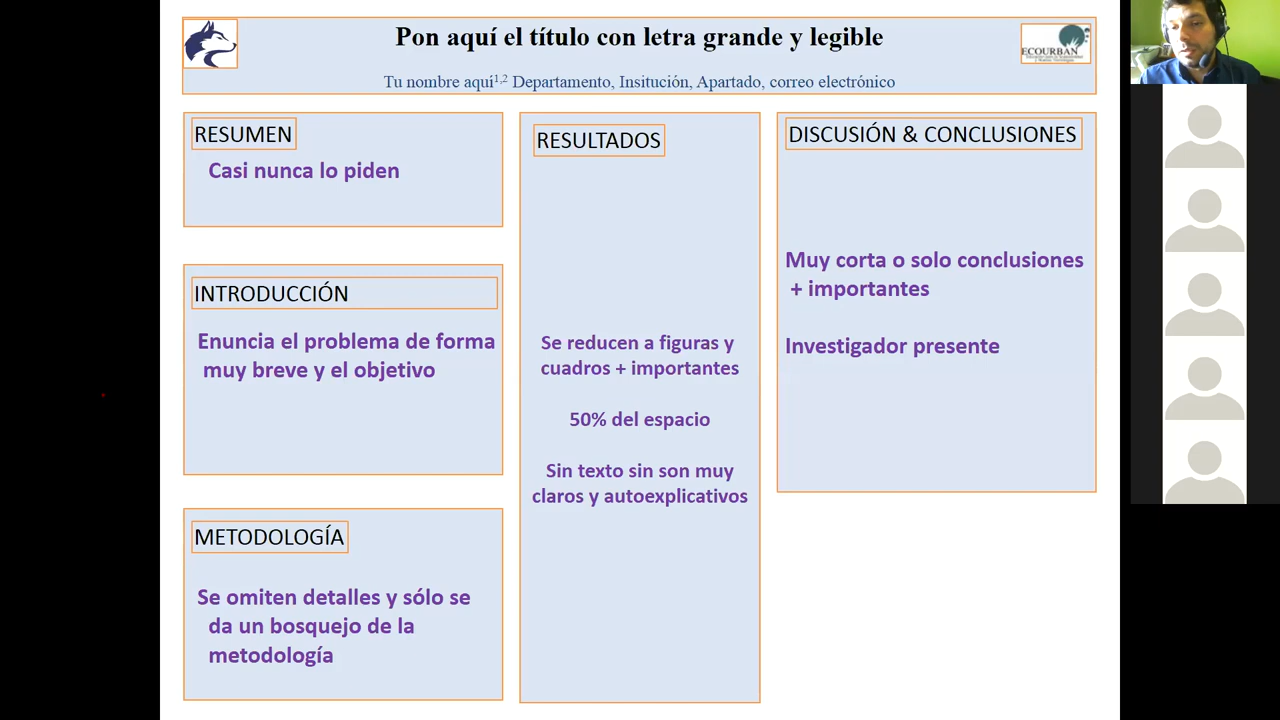 Pon aquí el título con letra grande y legible
Tu nombre aquí1,2 Departamento, Insitución, Apartado, correo electrónico
ECOURBAN
RESUMEN
Casi nunca lo piden
INTRODUCCIÓN
Enuncia el problema de forma
muy breve y el objetivo
METODOLOGÍA
Se omiten detalles y sólo se
da un bosquejo de la
metodología
RESULTADOS
Se reducen a figuras y
cuadros + importantes
50% del espacio
Sin texto sin son muy
claros y autoexplicativos
DISCUSIÓN & CONCLUSIONES
Muy corta o solo conclusiones
+ importantes
Investigador presente